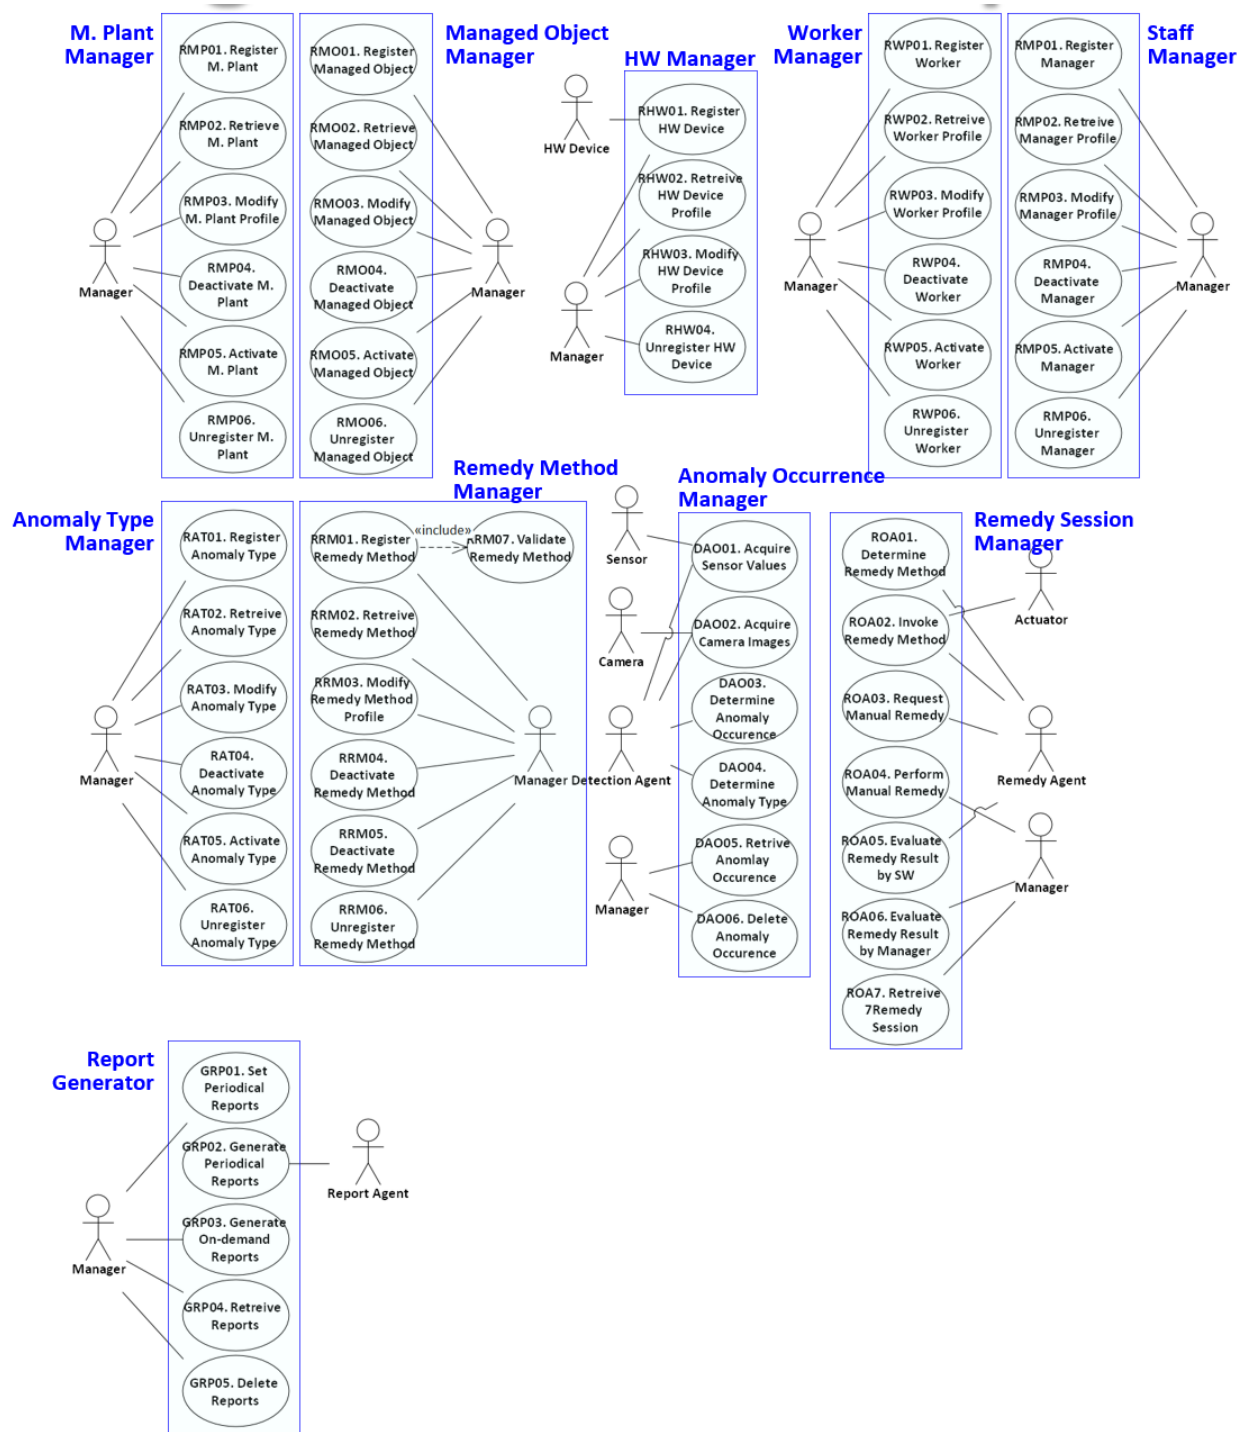 M. Plant
Manager
RMP01. Register
M. Plant
RMP02. Retrieve
M. Plant
RMP03. Modify
M. Plant Profile
RMP04.
Deactivate M.
Plant
RMP05. Activate
M. Plant
RMP06.
Unregister M.
Plant
Manager
RMO01. Register
Managed Object
RMO02. Retrieve
Managed Object
RMO03. Modify
Managed Object
RMO04.
Deactivate
Managed Object
RMO05. Activate
Managed Object
RMO06.
Unregister
Managed Object
Managed Object
Manager
Manager
HW Manager
HW Device
RHW01. Register
HW Device
RHW02. Retreive
HW Device
Profile
RHW03. Modify
HW Device
Profile
RHW04.
Unregister HW
Device
Manager
Worker
Manager
RWP01. Register
Worker
RWP02. Retreive
Worker Profile
RWP03. Modify
Worker Profile
RWP04.
Deactivate
Worker
RWP05. Activate
Worker
RWP06.
Unregister
Worker
Manager
Staff
Manager
RMP01. Register
Manager
RMP02. Retreive
Manager Profile
RMP03. Modify
Manager Profile
RMP04.
Deactivate
Manager
RMP05. Activate
Manager
RMP06.
Unregister
Manager
Manager
Anomaly Type
Manager
RAT01. Register
Anomaly Type
RAT02. Retreive
Anomaly Type
RAT03. Modify
Anomaly Type
RAT04.
Deactivate
Anomaly Type
RAT05. Activate
Anomaly Type
RAT06.
Unregister
Anomaly Type
Manager
Remedy Method
Manager
RRM01. Register
Remedy Method
«include»
RM07. Validate
Remedy Method
RRM02. Retreive
Remedy Method
RRM03. Modify
Remedy Method
Profile
RRM04.
Deactivate
Remedy Method
RRM05.
Deactivate
Remedy Method
RRM06.
Unregister
Remedy Method
Manager
Anomaly Occurrence
Manager
Sensor
Camera
Detection Agent
Manager
DAO01. Acquire
Sensor Values
DAO02. Acquire
Camera Images
DAO03.
Determine
Anomaly
Occurence
DAO04.
Determine
Anomaly Type
DAO05. Retrive
Anomlay
Occurence
DAO06. Delete
Anomaly
Occurence
Remedy Session
Manager
ROA01.
Determine
Remedy Method
ROA02. Invoke
Remedy Method
ROA03. Request
Manual Remedy
ROA04. Perform
Manual Remedy
ROA05. Evaluate
Remedy Result
by SW
ROA06. Evaluate
Remedy Result
by Manager
ROA7. Retreive
7Remedy
Session
Actuator
Remedy Agent
Manager
Report
Generator
GRP01. Set
Periodical
Reports
GRP02. Generate
Periodical
Reports
GRP03. Generate
On-demand
Reports
GRP04. Retreive
Reports
GRP05. Delete
Reports
Report Agent
Manager